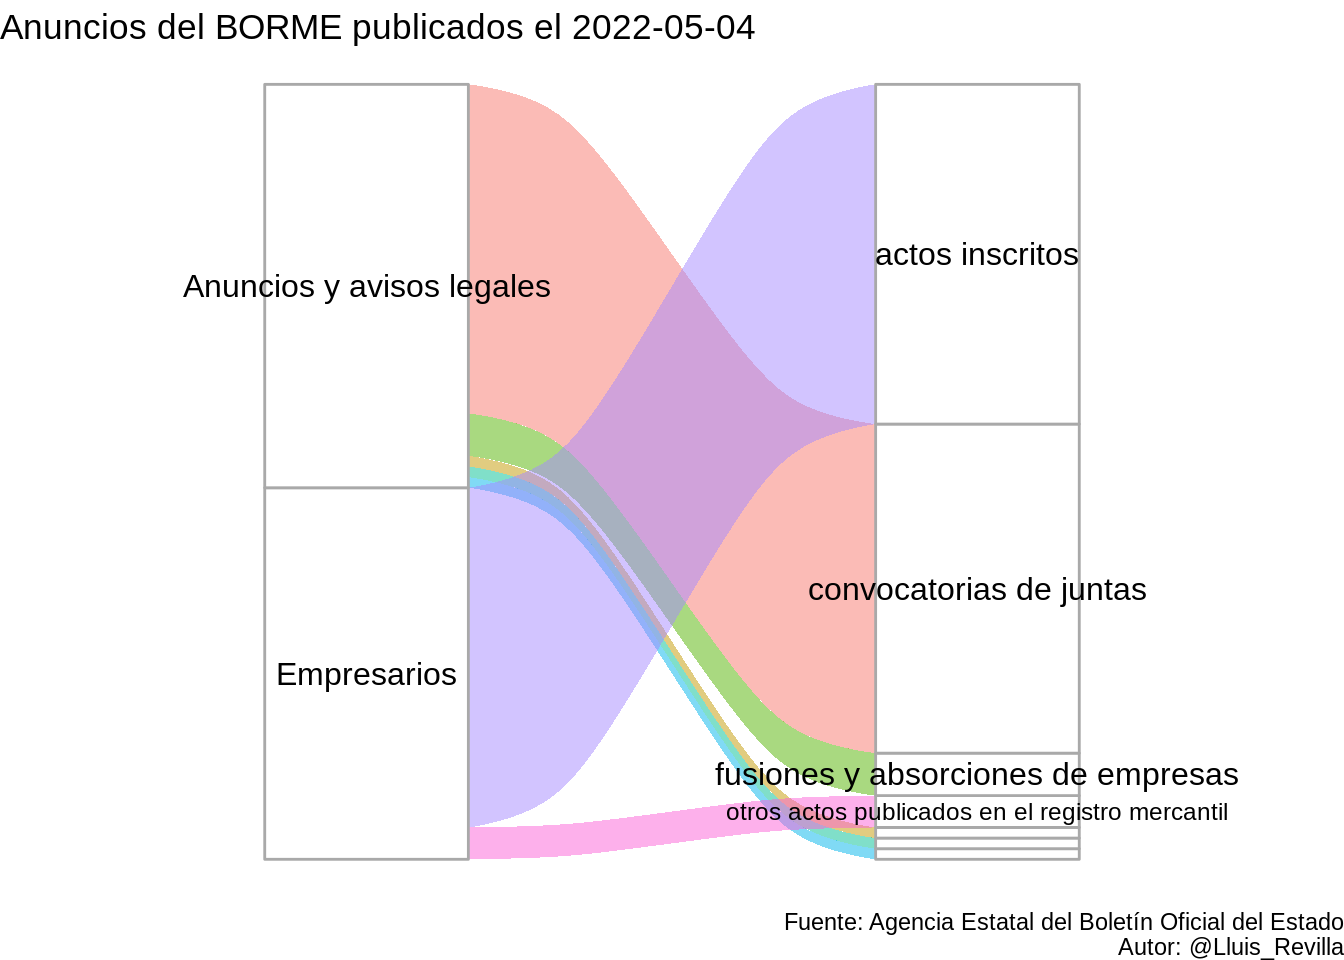 Anuncios del BORME publicados el 2022-05-04
actos inscritos
Anuncios y avisos legales
convocatorias de juntas
Empresarios
fusiones y absorciones de empresas
otros actos publicados en el registro mercantil
Fuente: Agencia Estatal del Boletín Oficial del Estado
Autor: @Lluis_Revilla